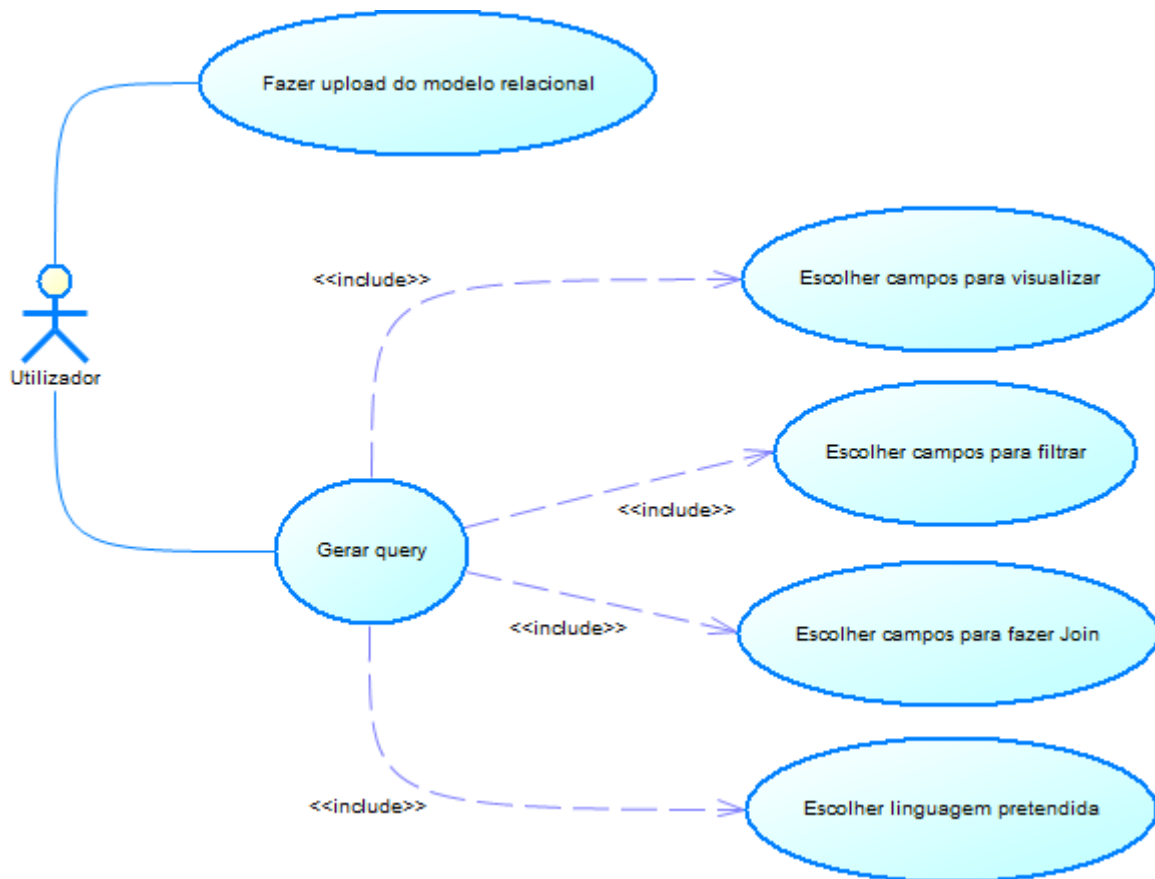 Fazer upload do modelo relacional
<<include>>
Escolher campos para visualizar
Utilizador
Escolher campos para filtrar
<<include>>
Gerar query
<<include>>
Escolher campos para fazer Join
<<include>>
Escolher linguagem pretendida